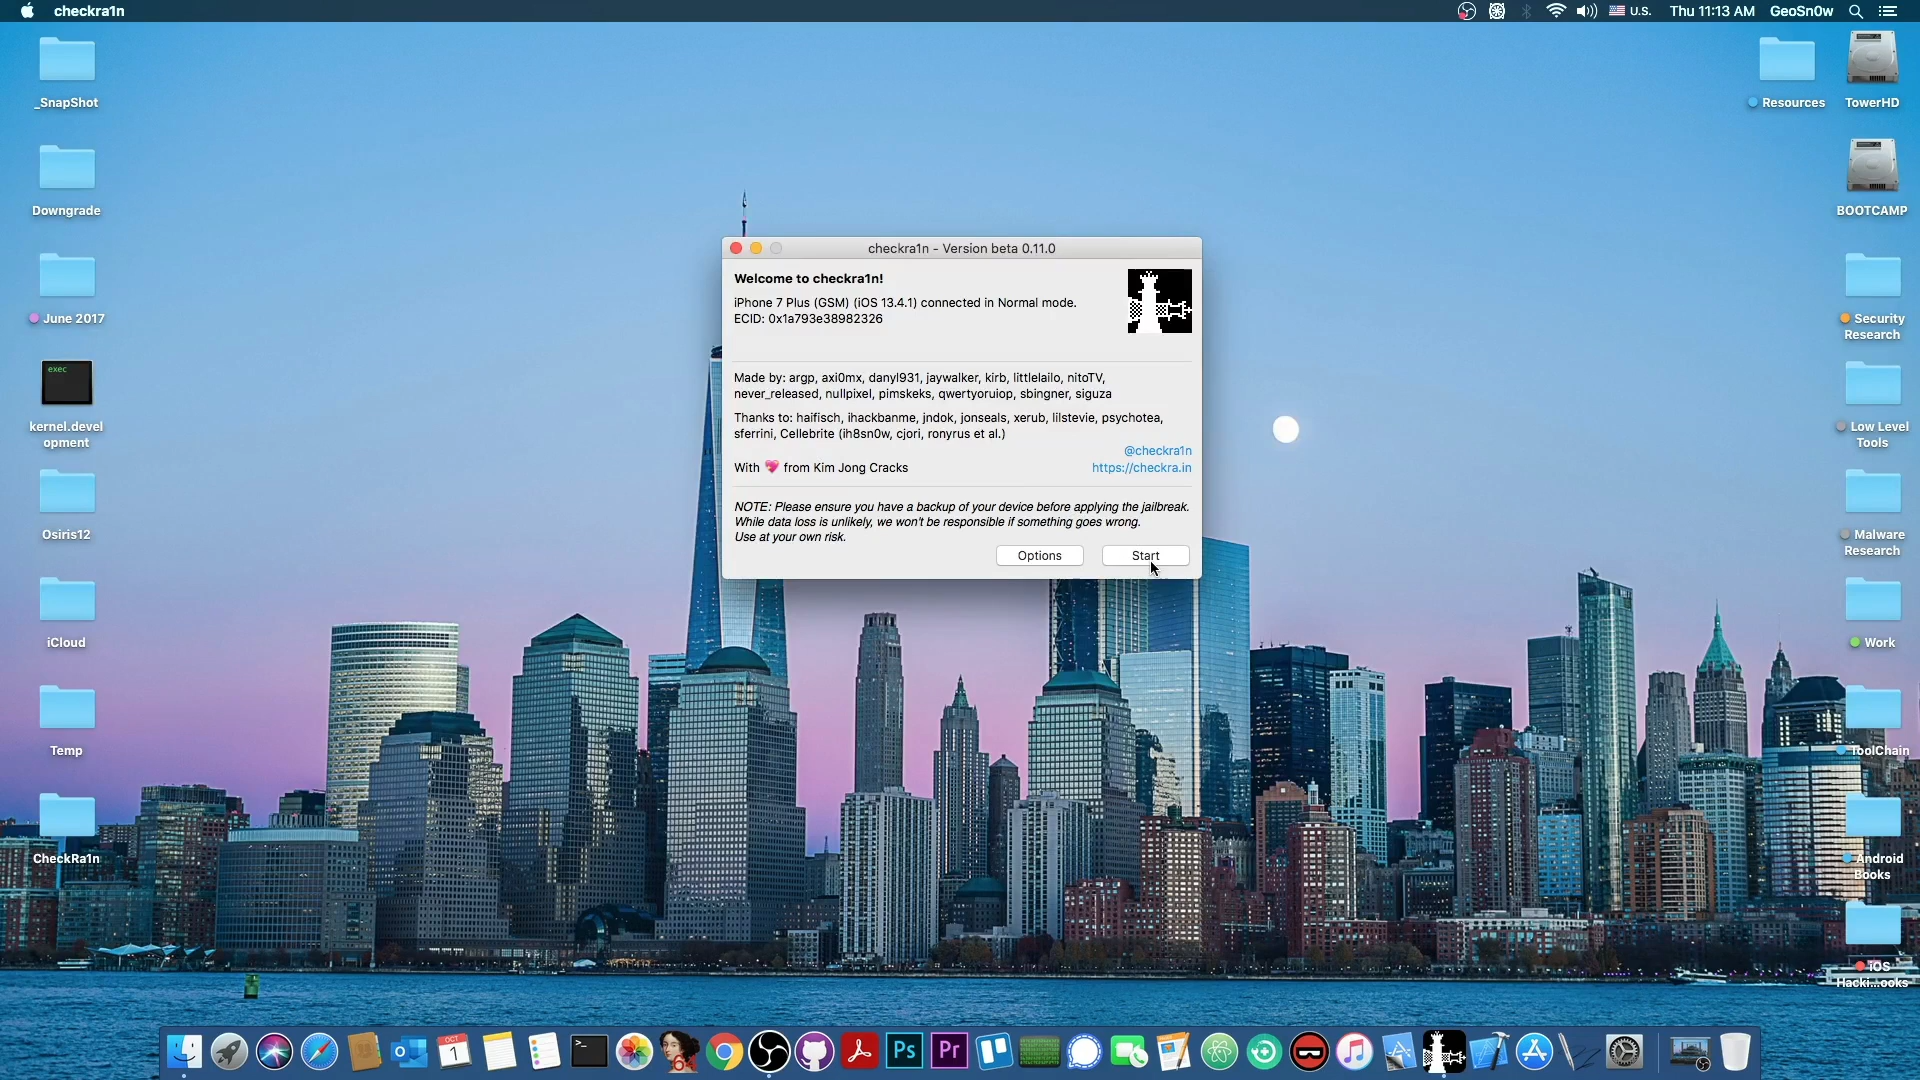 checkra1n
U.S.
Thu 11:13 AM
GeoSn0w
_SnapShot
Downgrade
June 2017
exec
kernel.devel
opment
Osiris12
iCloud
Temp
CheckRa1n
checkra1n - Version beta 0.11.0
Welcome to checkra1n!
iPhone 7 Plus (GSM) (iOS 13.4.1) connected in Normal mode.
ECID: 0x1a793e38982326
Made by: argp, axi0mx, danyl931, jaywalker, kirb, littlelailo, nitoTV,
never_released, nullpixel, pimskeks, qwertyoruiop, sbingner, siguza
Thanks to: haifisch, ihackbanme, jndok, jonseals, xerub, lilstevie, psychotea,
sferrini, Cellebrite (ih8sn0w, cjori, ronyrus et al.)
@checkra1n
With 💖 from Kim Jong Cracks
https://checkra.in
NOTE: Please ensure you have a backup of your device before applying the jailbreak.
While data loss is unlikely, we won't be responsible if something goes wrong.
Use at your own risk.
Options
Start
Resources
TowerHD
BOOTCAMP
Security
Research
Low Level
Tools
Malware
Research
Work
ToolChain
Android
Books
iOS
Hacki...ooks
OCT
1
64
Ps
Pr